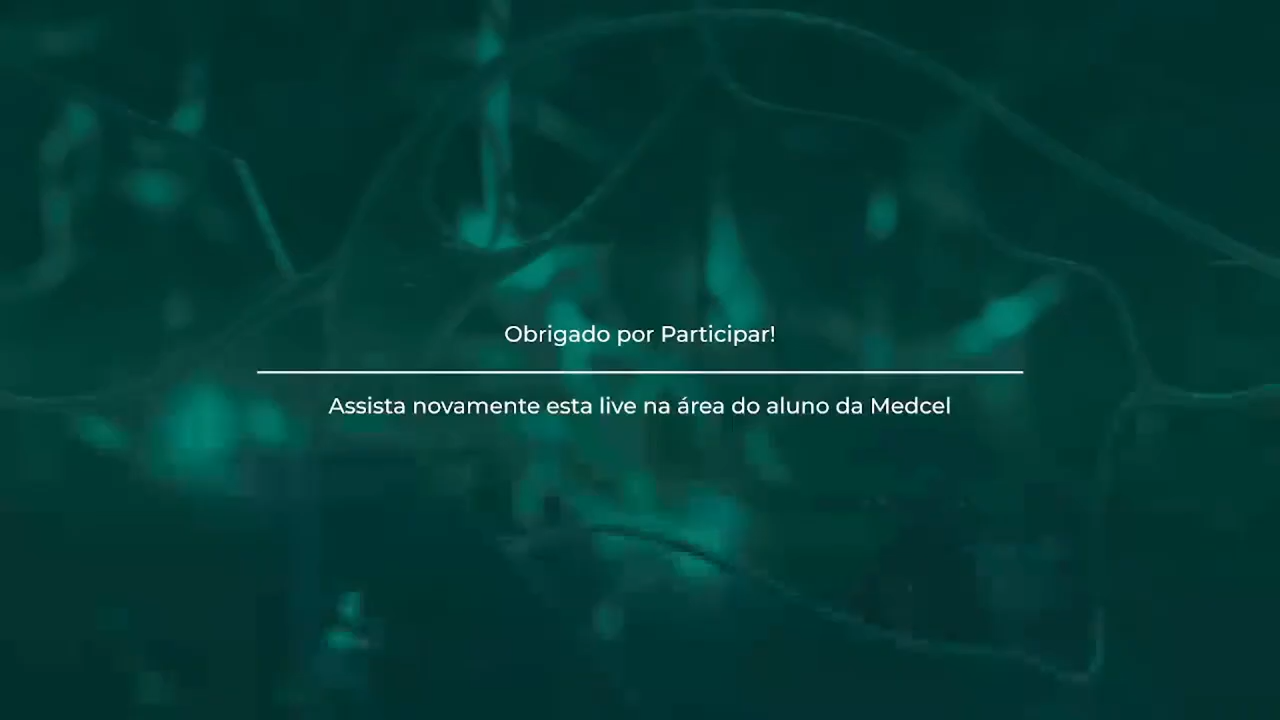 Obrigado por Participar!
Assista novamente esta live na área do aluno da Medcel